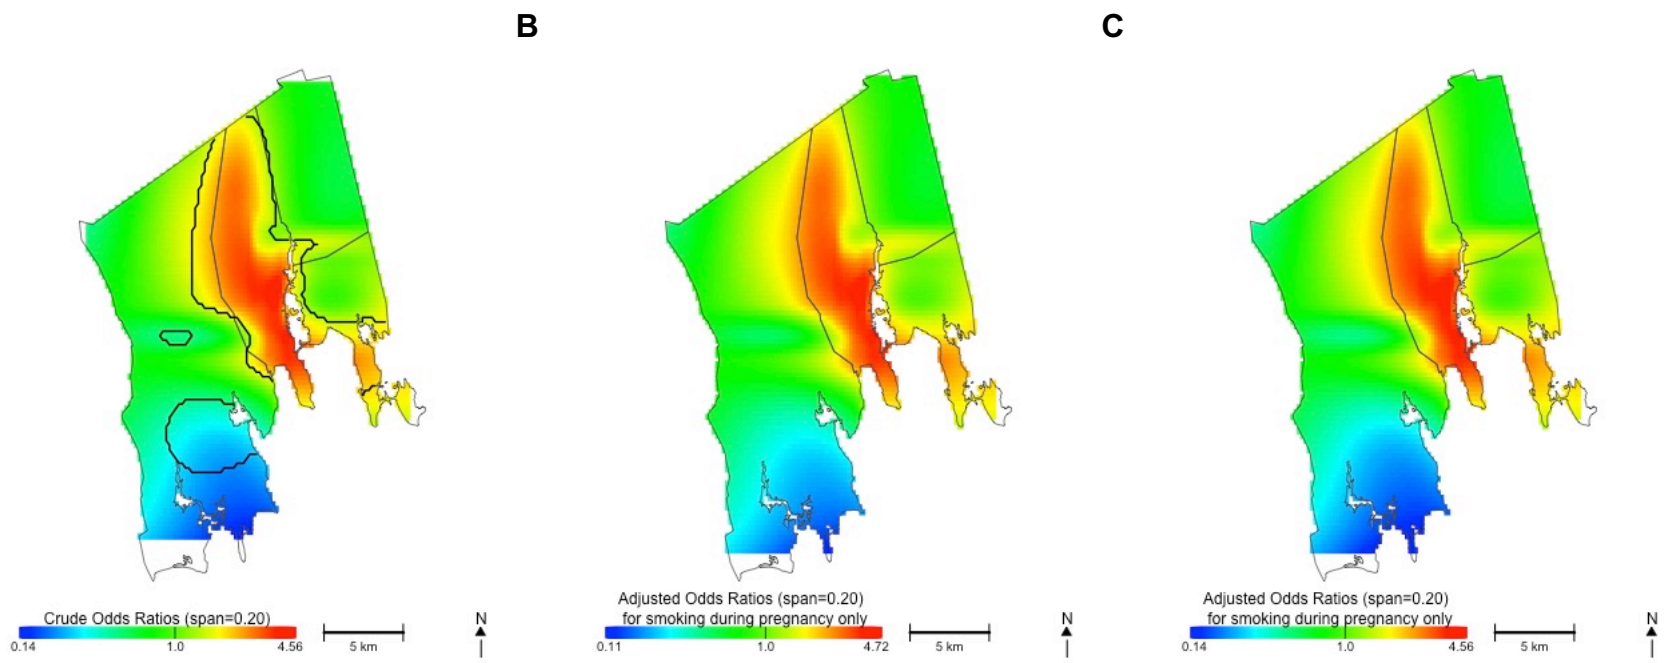 B
C
Crude Odds Ratios (span=0.20)
0.14 1.0 4.56
5 km
N
Adjusted Odds Ratios (span=0.20)
for smoking during pregnancy only
0.11 1.0 4.72
5 km
N
Adjusted Odds Ratios (span=0.20)
for smoking during pregnancy only
0.14 1.0 4.56
5 km
N